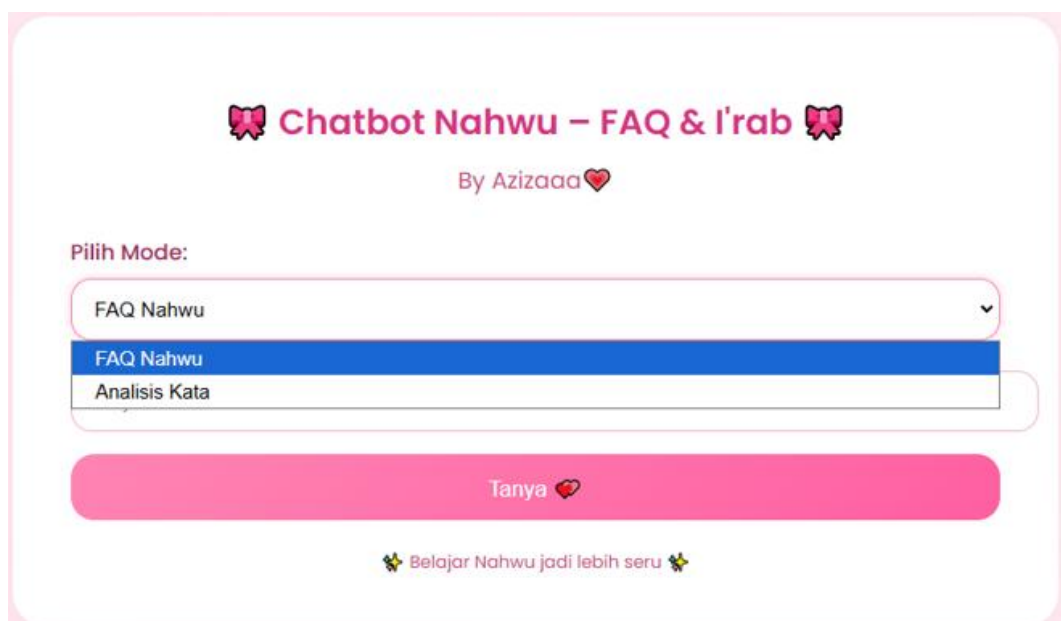 🎀 Chatbot Nahwu – FAQ & I'rab 🎀
By Azizaaa💗
Pilih Mode:
FAQ Nahwu
FAQ Nahwu
Analisis Kata
Tanya 💕
✨ Belajar Nahwu jadi lebih seru ✨